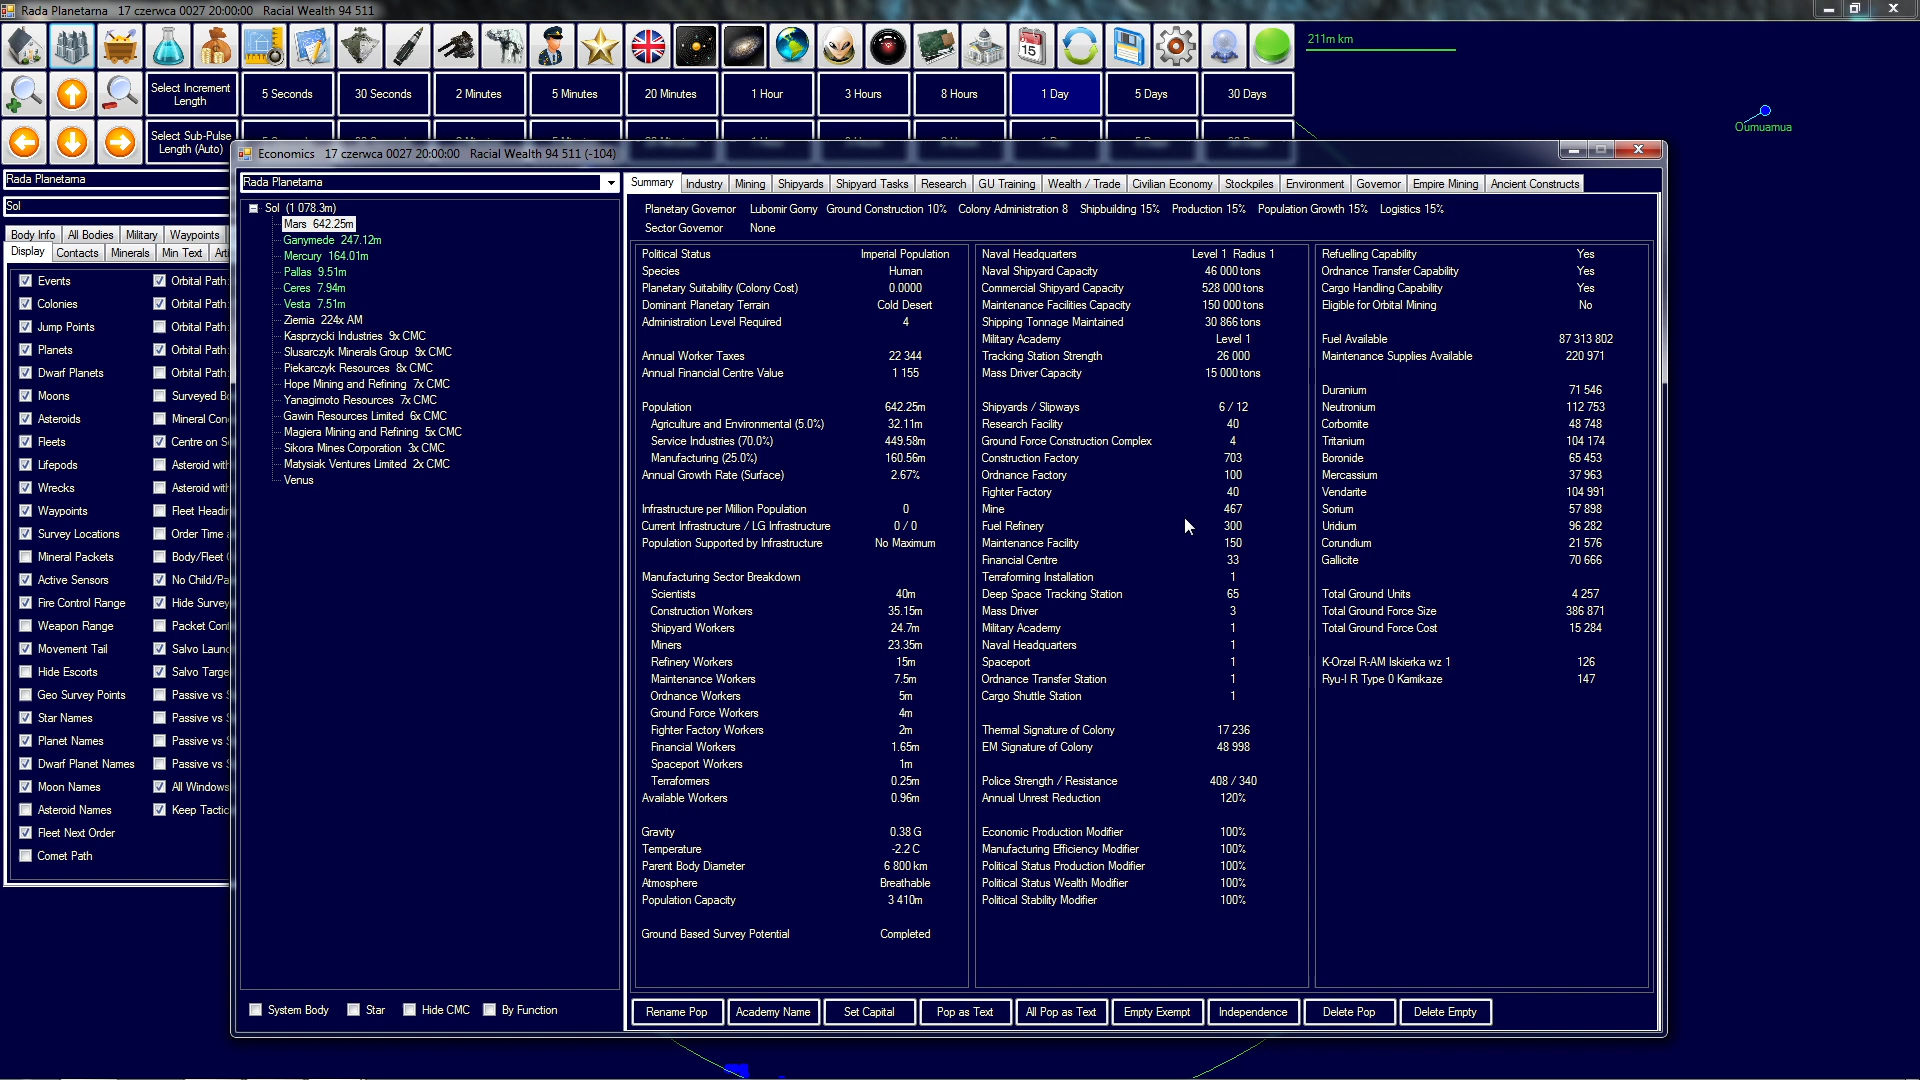 Rada Planetarna   17 czerwca 0027 20:00:00   Racial Wealth 94 511
211m km
Select Increment Length
5 Seconds
30 Seconds
2 Minutes
5 Minutes
20 Minutes
1 Hour
3 Hours
8 Hours
1 Day
5 Days
30 Days
Select Sub-Pulse Length (Auto)
Oumuamua
Rada Planetarna
Sol
Body Info
All Bodies
Military
Waypoints
Display
Contacts
Minerals
Min Text
Events
Colonies
Jump Points
Planets
Dwarf Planets
Moons
Asteroids
Fleets
Lifepods
Wrecks
Waypoints
Survey Locations
Mineral Packets
Active Sensors
Fire Control Range
Weapon Range
Movement Tail
Hide Escorts
Geo Survey Points
Star Names
Planet Names
Dwarf Planet Names
Moon Names
Asteroid Names
Fleet Next Order
Comet Path
Orbital Path
Orbital Path
Orbital Path
Orbital Path
Orbital Path
Surveyed B
Mineral Con
Centre on S
Asteroid with
Asteroid with
Fleet Headi
Order Time
Body/Fleet
No Child/Pa
Hide Survey
Packet Con
Salvo Laun
Salvo Targe
Passive vs
Passive vs
Passive vs
Passive vs
All Windows
Keep Tactic
Economics   17 czerwca 0027 20:00:00   Racial Wealth 94 511 (-104)
Rada Planetarna
Sol  (1 078.3m)
Mars  642.25m
Ganymede  247.12m
Mercury  164.01m
Pallas  9.51m
Ceres  7.94m
Vesta  7.51m
Ziemia  224x AM
Kasprzycki Industries  9x CMC
Slusarczyk Minerals Group  9x CMC
Piekarczyk Resources  8x CMC
Hope Mining and Refining  7x CMC
Yanagimoto Resources  7x CMC
Gawin Resources Limited  6x CMC
Magiera Mining and Refining  5x CMC
Sikora Mines Corporation  3x CMC
Matysiak Ventures Limited  2x CMC
Venus
System Body
Star
Hide CMC
By Function
Summary
Industry
Mining
Shipyards
Shipyard Tasks
Research
GU Training
Wealth / Trade
Civilian Economy
Stockpiles
Environment
Governor
Empire Mining
Ancient Constructs
Planetary Governor   Lubomir Gorny   Ground Construction 10%   Colony Administration 8   Shipbuilding 15%   Production 15%   Population Growth 15%   Logistics 15%
Sector Governor   None
Political Status   Imperial Population
Species   Human
Planetary Suitability (Colony Cost)   0.0000
Dominant Planetary Terrain   Cold Desert
Administration Level Required   4
Annual Worker Taxes   22 344
Annual Financial Centre Value   1 155
Population   642.25m
Agriculture and Environmental (5.0%)   32.11m
Service Industries (70.0%)   449.58m
Manufacturing (25.0%)   160.56m
Annual Growth Rate (Surface)   2.67%
Infrastructure per Million Population   0
Current Infrastructure / LG Infrastructure   0 / 0
Population Supported by Infrastructure   No Maximum
Manufacturing Sector Breakdown
Scientists   40m
Construction Workers   35.15m
Shipyard Workers   24.7m
Miners   23.35m
Refinery Workers   15m
Maintenance Workers   7.5m
Ordnance Workers   5m
Ground Force Workers   4m
Fighter Factory Workers   2m
Financial Workers   1.65m
Spaceport Workers   1m
Terraformers   0.25m
Available Workers   0.96m
Gravity   0.38 G
Temperature   -2.2 C
Parent Body Diameter   6 800 km
Atmosphere   Breathable
Population Capacity   3 410m
Ground Based Survey Potential   Completed
Naval Headquarters   Level 1  Radius 1
Naval Shipyard Capacity   46 000 tons
Commercial Shipyard Capacity   528 000 tons
Maintenance Facilities Capacity   150 000 tons
Shipping Tonnage Maintained   30 866 tons
Military Academy   Level 1
Tracking Station Strength   26 000
Mass Driver Capacity   15 000 tons
Shipyards / Slipways   6 / 12
Research Facility   40
Ground Force Construction Complex   4
Construction Factory   703
Ordnance Factory   100
Fighter Factory   40
Mine   467
Fuel Refinery   300
Maintenance Facility   150
Financial Centre   33
Terraforming Installation   1
Deep Space Tracking Station   65
Mass Driver   3
Military Academy   1
Naval Headquarters   1
Spaceport   1
Ordnance Transfer Station   1
Cargo Shuttle Station   1
Thermal Signature of Colony   17 236
EM Signature of Colony   48 998
Police Strength / Resistance   408 / 340
Annual Unrest Reduction   120%
Economic Production Modifier   100%
Manufacturing Efficiency Modifier   100%
Political Status Production Modifier   100%
Political Status Wealth Modifier   100%
Political Stability Modifier   100%
Refuelling Capability   Yes
Ordnance Transfer Capability   Yes
Cargo Handling Capability   Yes
Eligible for Orbital Mining   No
Fuel Available   87 313 802
Maintenance Supplies Available   220 971
Duranium   71 546
Neutronium   112 753
Corbomite   48 748
Tritanium   104 174
Boronide   65 453
Mercassium   37 963
Vendarite   104 991
Sorium   57 898
Uridium   96 282
Corundium   21 576
Gallicite   70 666
Total Ground Units   4 257
Total Ground Force Size   386 871
Total Ground Force Cost   15 284
K-Orzel R-AM Iskierka wz 1   126
Ryu-I R Type 0 Kamikaze   147
Rename Pop
Academy Name
Set Capital
Pop as Text
All Pop as Text
Empty Exempt
Independence
Delete Pop
Delete Empty